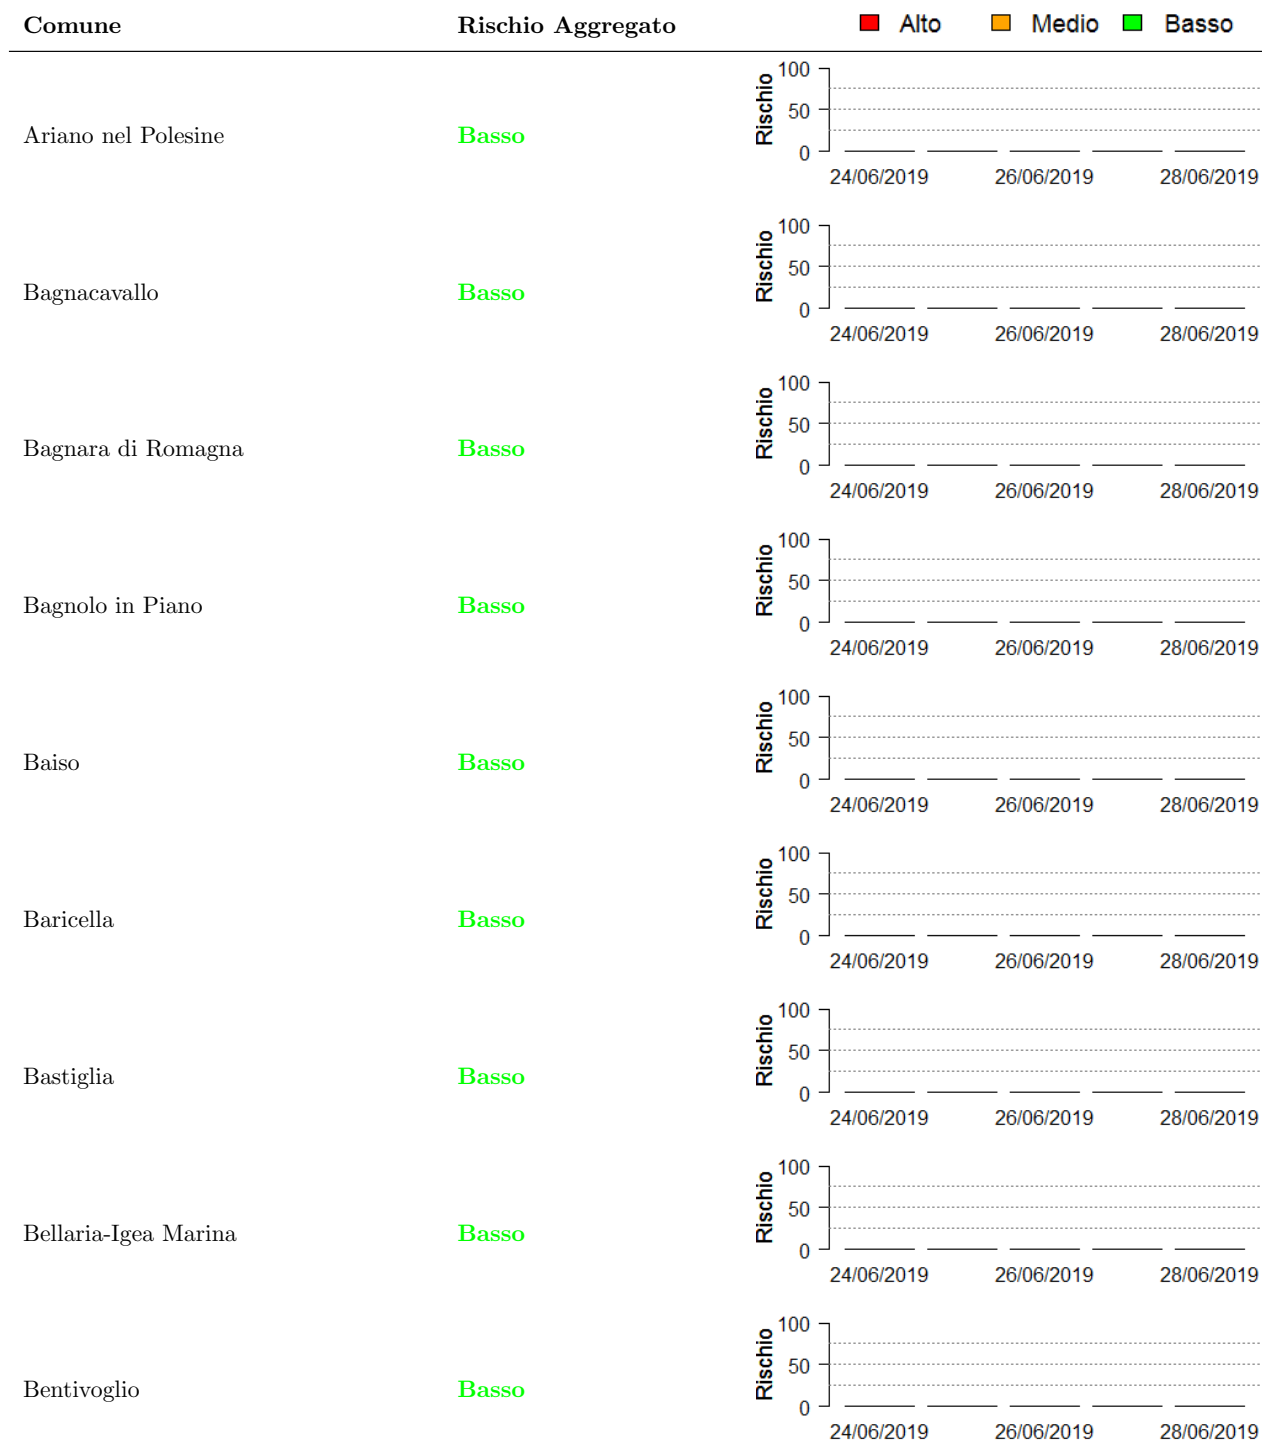 Comune Rischio Aggregato Alto Medio Basso
Ariano nel Polesine Basso
Rischio
100
50
0
24/06/2019 26/06/2019 28/06/2019
Bagnacavallo Basso
Rischio
100
50
0
24/06/2019 26/06/2019 28/06/2019
Bagnara di Romagna Basso
Rischio
100
50
0
24/06/2019 26/06/2019 28/06/2019
Bagnolo in Piano Basso
Rischio
100
50
0
24/06/2019 26/06/2019 28/06/2019
Baiso Basso
Rischio
100
50
0
24/06/2019 26/06/2019 28/06/2019
Baricella Basso
Rischio
100
50
0
24/06/2019 26/06/2019 28/06/2019
Bastiglia Basso
Rischio
100
50
0
24/06/2019 26/06/2019 28/06/2019
Bellaria-Igea Marina Basso
Rischio
100
50
0
24/06/2019 26/06/2019 28/06/2019
Bentivoglio Basso
Rischio
100
50
0
24/06/2019 26/06/2019 28/06/2019